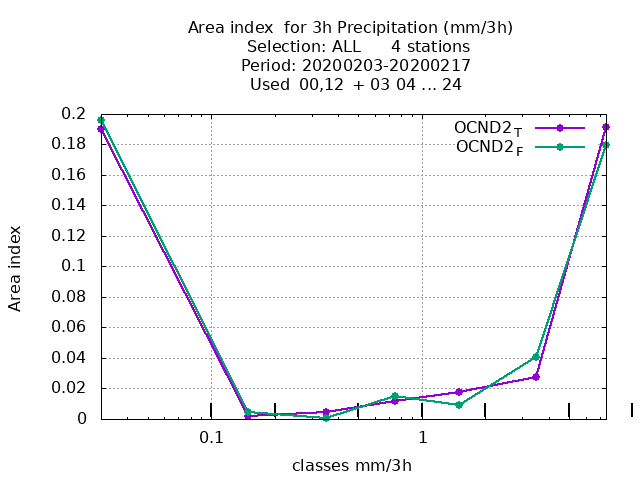 Area index  for 3h Precipitation (mm/3h)
Selection: ALL      4 stations
Period: 20200203-20200217
Used  00,12  + 03 04 ... 24
OCND2T
OCND2F
0.2
0.18
0.16
0.14
0.12
0.1
0.08
0.06
0.04
0.02
0
Area index
0.1 1
classes mm/3h